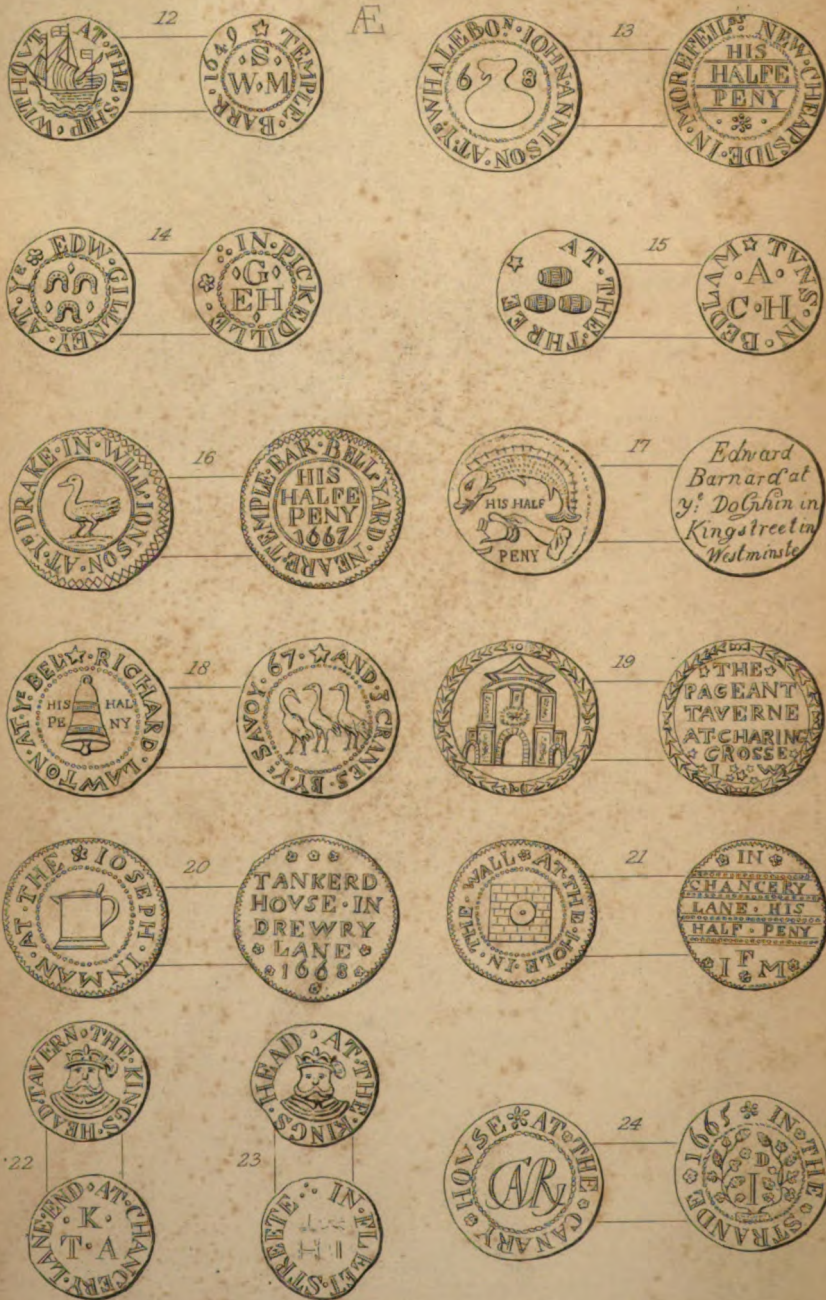 12
Æ
13
AT · THE · SHIP · WITHOVT
☆ TEMPLE · BARR · 1649
· S ·
W · M
AT · Yᴱ WHALEBOᴺ · IOHN · ANNISON
6 8
NEW · CHEAPSIDE · IN · MOREFEILᴰˢ
HIS
HALFE
PENY
14
EDW · GILLNEY · AT · Yᴱ
IN · PICKEDILLE ·
G
EH
15
☆ AT · THE · THREE
☆ TVNS · IN · BEDLAM
· A ·
C · H
16
WILL · IONSON · AT · Yᴱ DRAKE · IN
BELL · YARD · NEARE · TEMPLE · BAR ·
HIS
HALFE
PENY
1667
17
HIS HALF
PENY
Edward
Barnard at
yᵉ. Dolphin in
Kingstreet in
Westminste
18
☆ RICHARD · LAWTON · AT · Yᴱ BEL
HIS HAL
PE NY
☆ AND · 3 CRANES · BY · Yᴱ SAVOY · 67 ·
19
THE
PAGEANT
TAVERNE
AT CHARING
CROSSE
I W
20
IOSEPH · INMAN · AT · THE
TANKERD
HOVSE · IN
DREWRY
LANE
1668
21
AT · THE · HOLE · IN · THE · WALL
IN
CHANCERY
LANE · HIS
HALF · PENY
F
I M
22
THE · KINGS · HEAD · TAVERN ·
AT · CHANCERY · LANE · END ·
· K ·
T · A
23
AT · THE · KINGS · HEAD ·
IN · FLEET · STREETE
24
AT · THE · CANARY · HOVSE
IN · THE · STRANDE · 1665
D
I